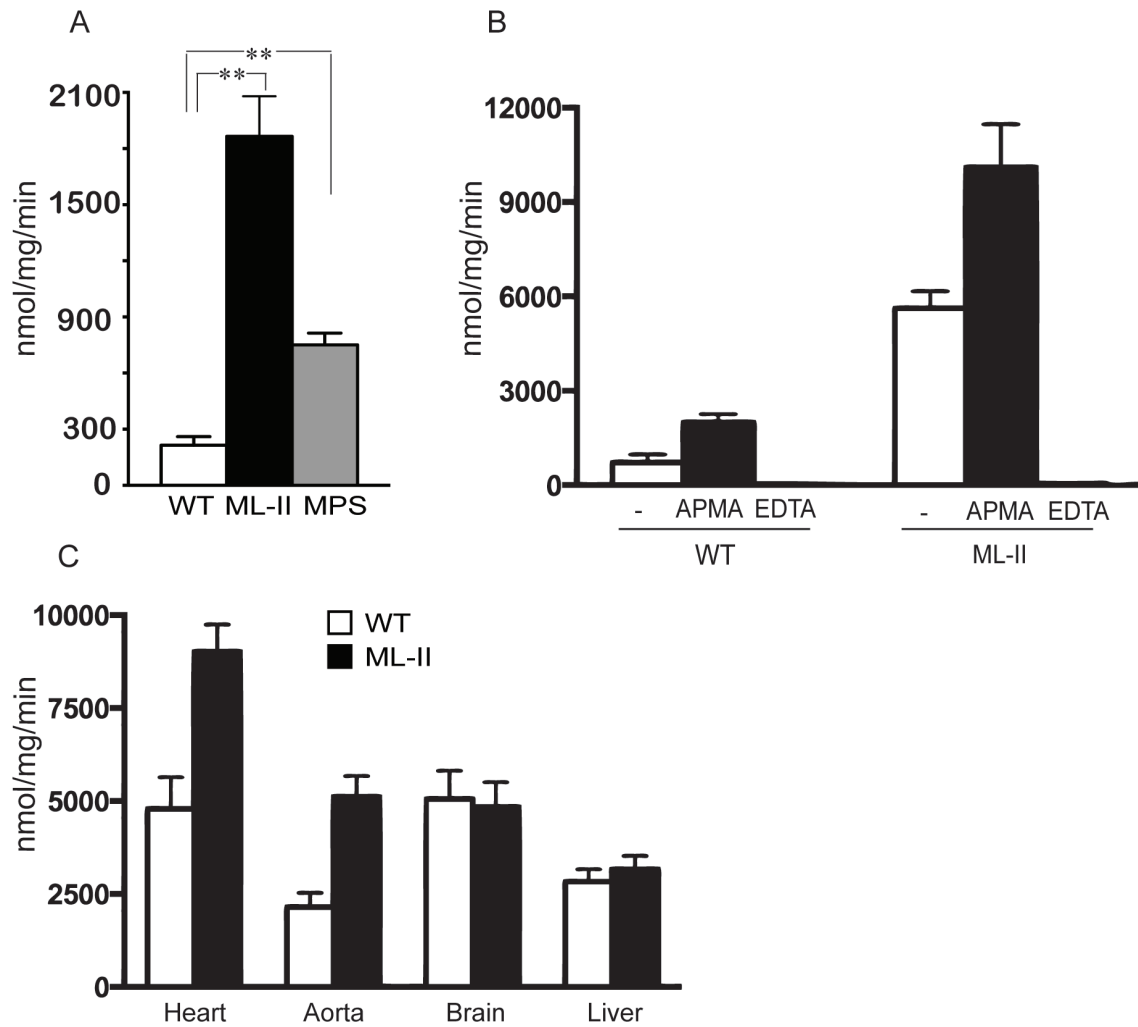 A
**
**
2100
1500
900
300
0
nmol/mg/min
WT ML-II MPS
B
12000
9000
6000
3000
0
nmol/mg/min
- APMA EDTA - APMA EDTA
WT ML-II
C
10000
7500
5000
2500
0
nmol/mg/min
WT
ML-II
Heart Aorta Brain Liver